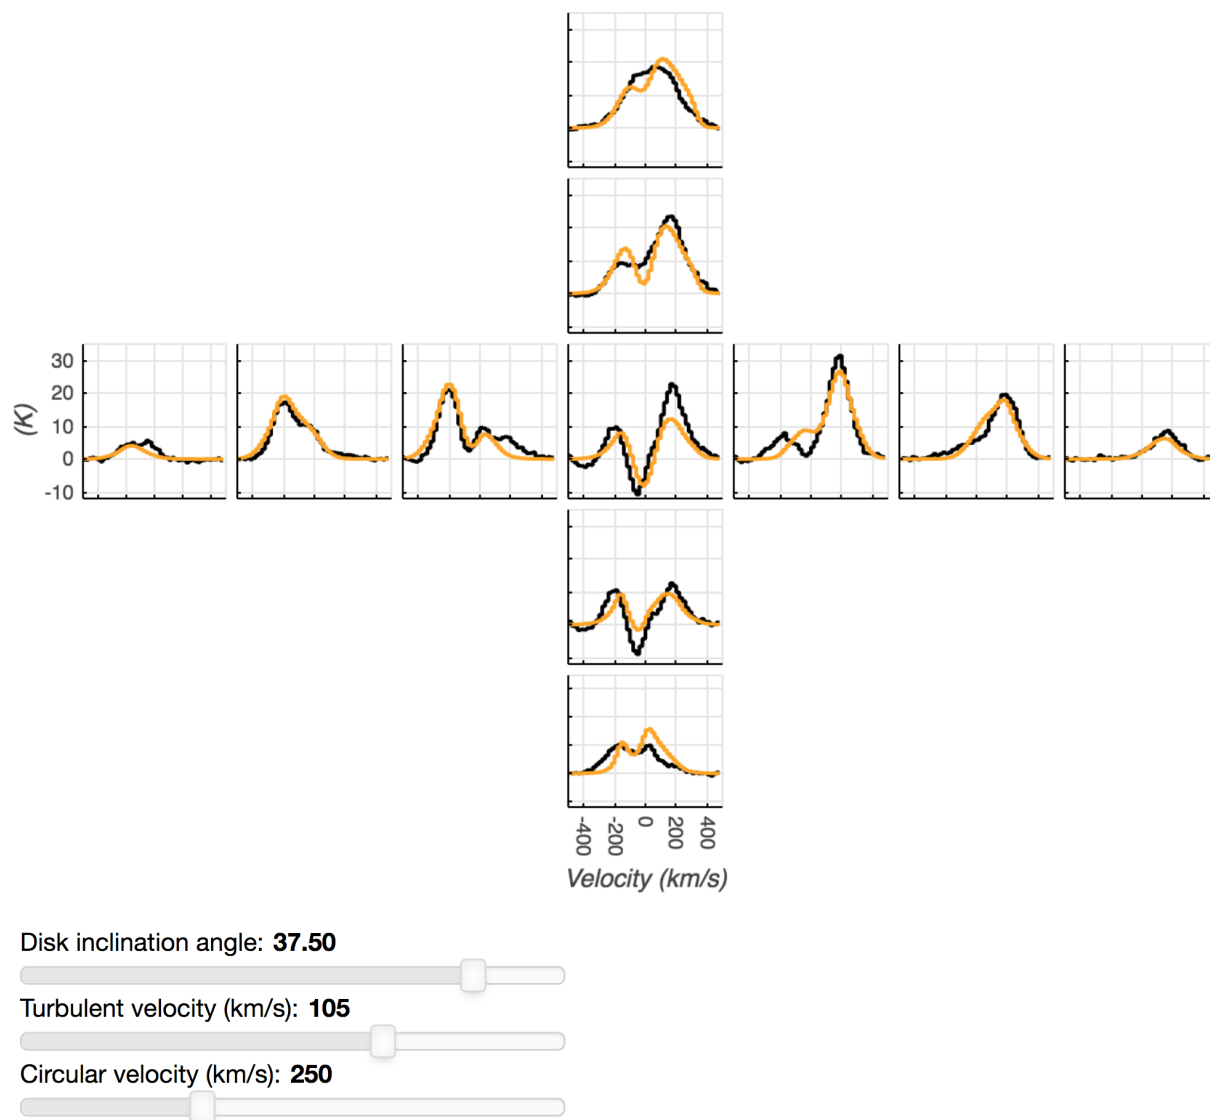 30
20
10
0
-10
(K)
-400
-200
0
200
400
Velocity (km/s)
Disk inclination angle: 37.50
Turbulent velocity (km/s): 105
Circular velocity (km/s): 250